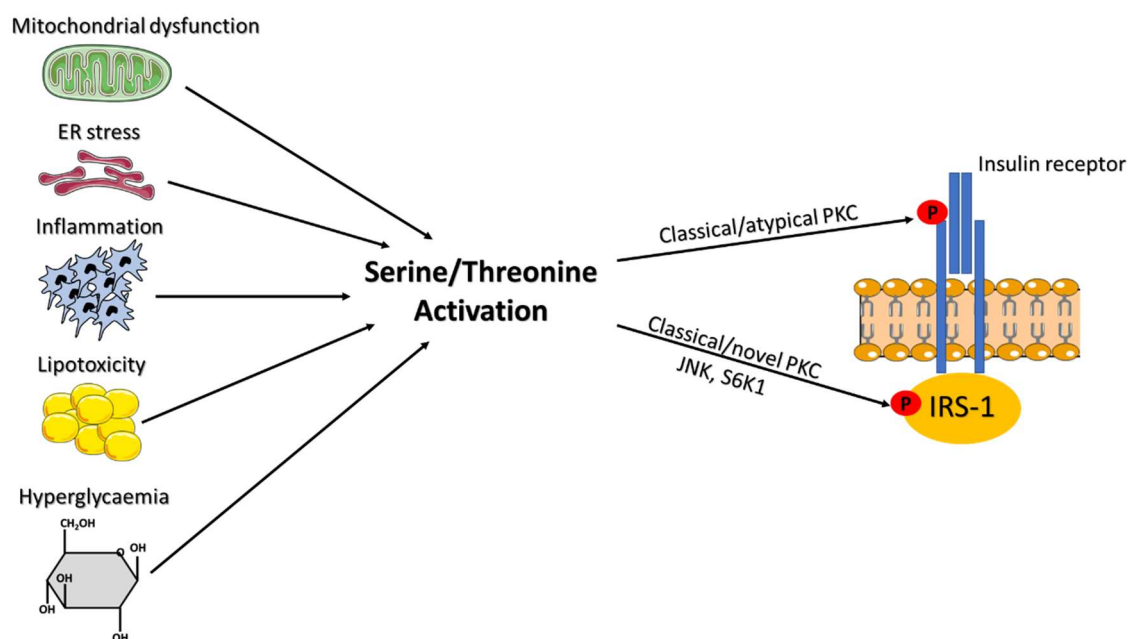 Mitochondrial dysfunction
ER stress
Inflammation
Lipotoxicity
Hyperglycaemia
CH₂OH
O
OH
OH
OH
OH
Serine/Threonine
Activation
Classical/atypical PKC
Classical/novel PKC
JNK, S6K1
Insulin receptor
P
P
IRS-1